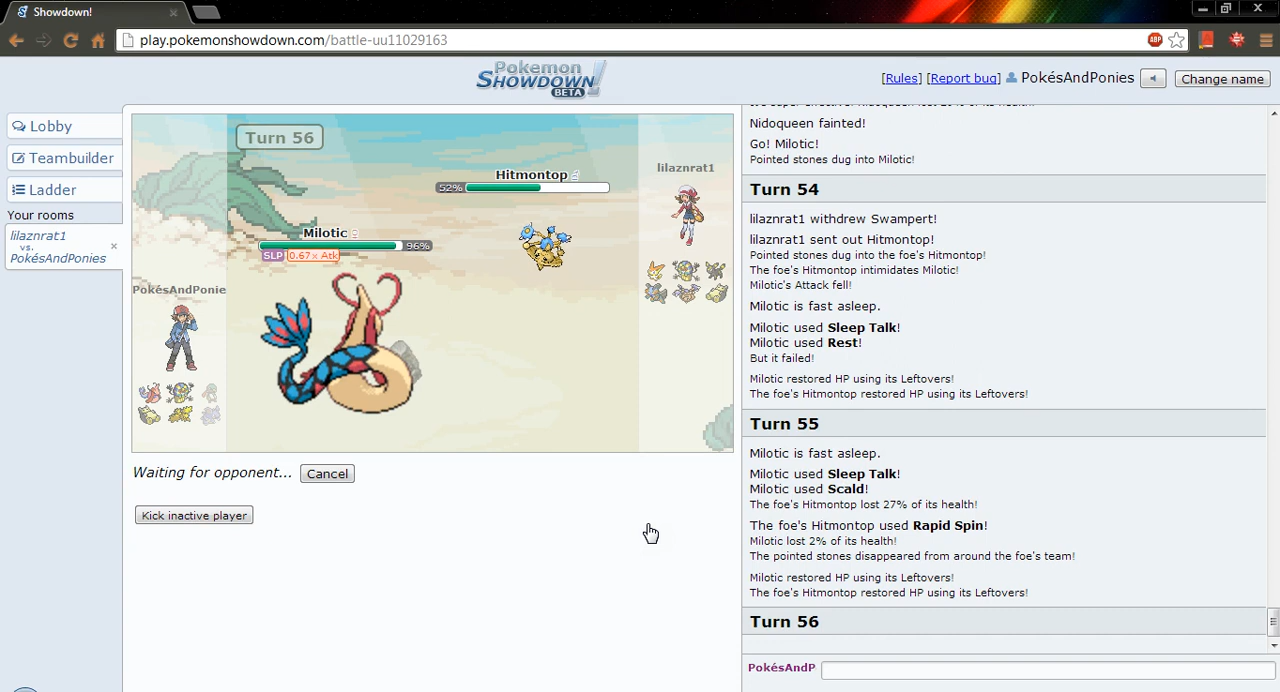 Showdown!
play.pokemonshowdown.com/battle-uu11029163
ABP
Pokemon
SHOWDOWN!
BETA
[Rules] [Report bug] PokésAndPonies
Change name
Lobby
Teambuilder
Ladder
Your rooms
lilaznrat1
vs.
PokésAndPonies
Turn 56
Hitmontop
52%
Milotic
96%
SLP 0.67x Atk
PokésAndPonie
lilaznrat1
Waiting for opponent... Cancel
Kick inactive player
Nidoqueen fainted!
Go! Milotic!
Pointed stones dug into Milotic!
Turn 54
lilaznrat1 withdrew Swampert!
lilaznrat1 sent out Hitmontop!
Pointed stones dug into the foe's Hitmontop!
The foe's Hitmontop intimidates Milotic!
Milotic's Attack fell!
Milotic is fast asleep.
Milotic used Sleep Talk!
Milotic used Rest!
But it failed!
Milotic restored HP using its Leftovers!
The foe's Hitmontop restored HP using its Leftovers!
Turn 55
Milotic is fast asleep.
Milotic used Sleep Talk!
Milotic used Scald!
The foe's Hitmontop lost 27% of its health!
The foe's Hitmontop used Rapid Spin!
Milotic lost 2% of its health!
The pointed stones disappeared from around the foe's team!
Milotic restored HP using its Leftovers!
The foe's Hitmontop restored HP using its Leftovers!
Turn 56
PokésAndP